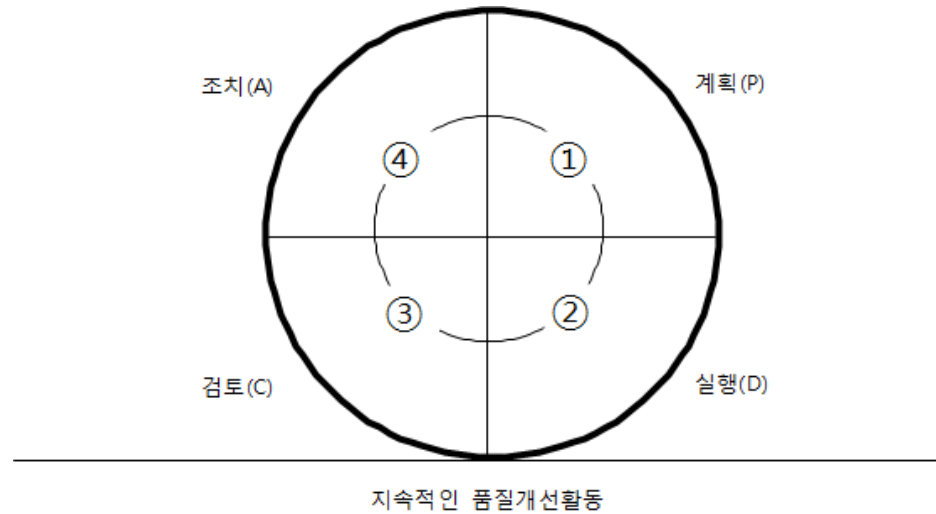 조치(A)
계획(P)
④
①
③
②
검토(C)
실행(D)
지속적인 품질개선활동